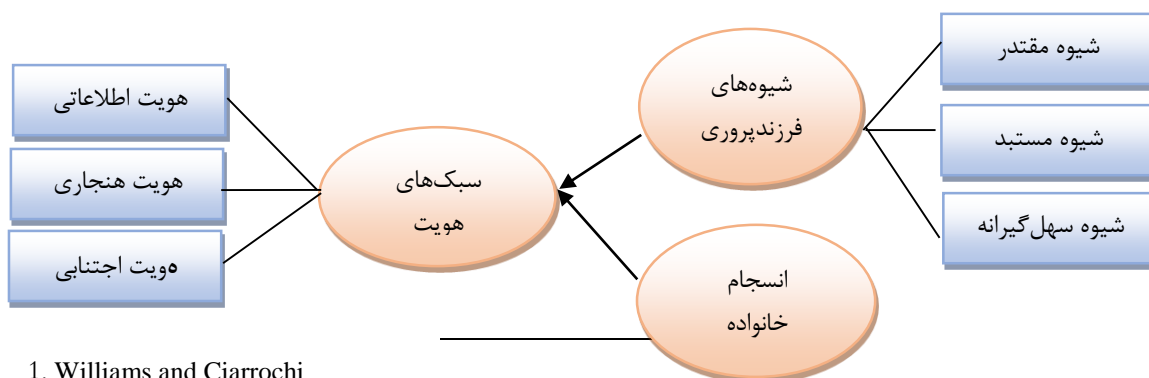 شیوه مقتدر
شیوه مستبد
شیوه سهل‌گیرانه
شیوه‌های
فرزندپروری
انسجام
خانواده
سبک‌های
هویت
هویت اطلاعاتی
هویت هنجاری
هویت اجتنابی
1. Williams and Ciarrochi